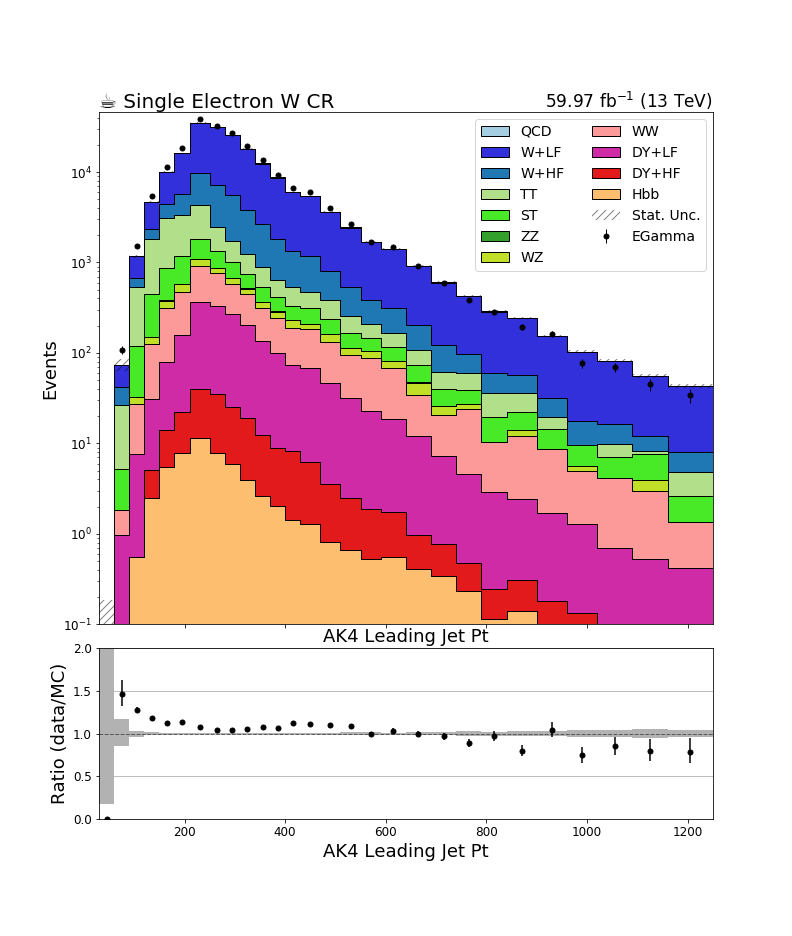 ☕ Single Electron W CR
59.97 fb⁻¹ (13 TeV)
QCD
W+LF
W+HF
TT
ST
ZZ
WZ
WW
DY+LF
DY+HF
Hbb
Stat. Unc.
EGamma
Events
10⁴
10³
10²
10¹
10⁰
10⁻¹
AK4 Leading Jet Pt
Ratio (data/MC)
2.0
1.5
1.0
0.5
0.0
200 400 600 800 1000 1200
AK4 Leading Jet Pt